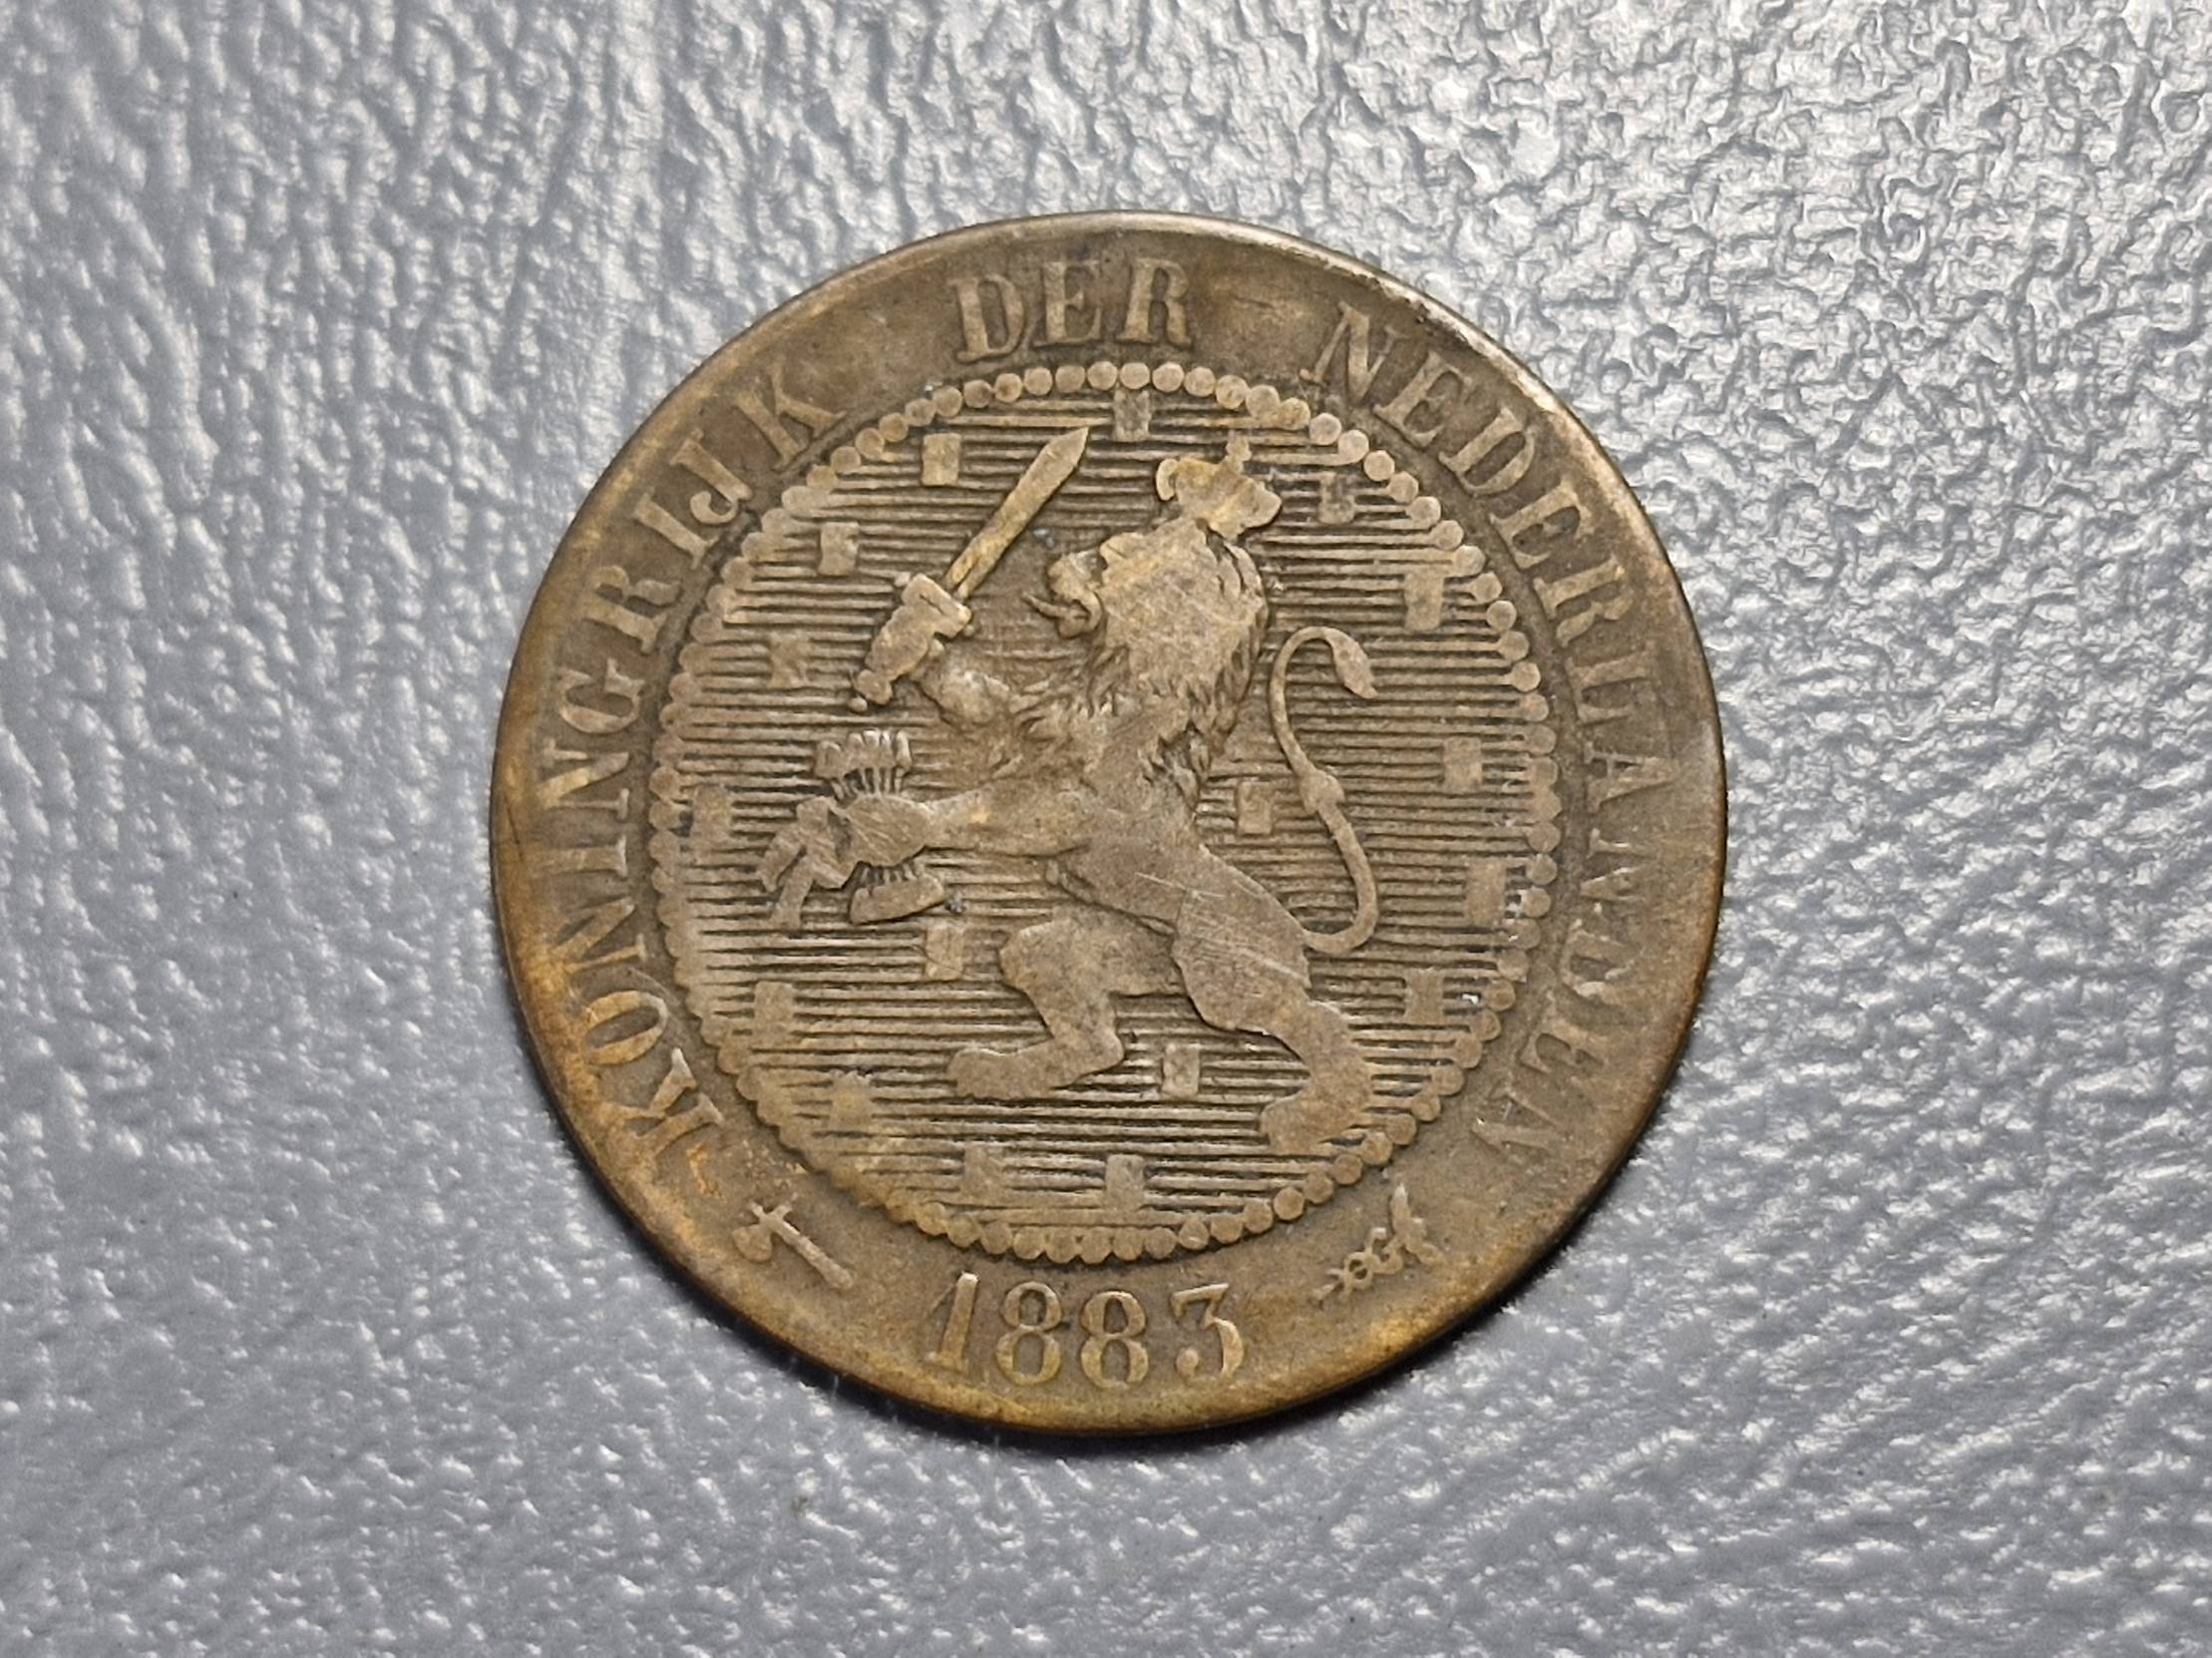 KONINGRIJK DER NEDERLANDEN
1883